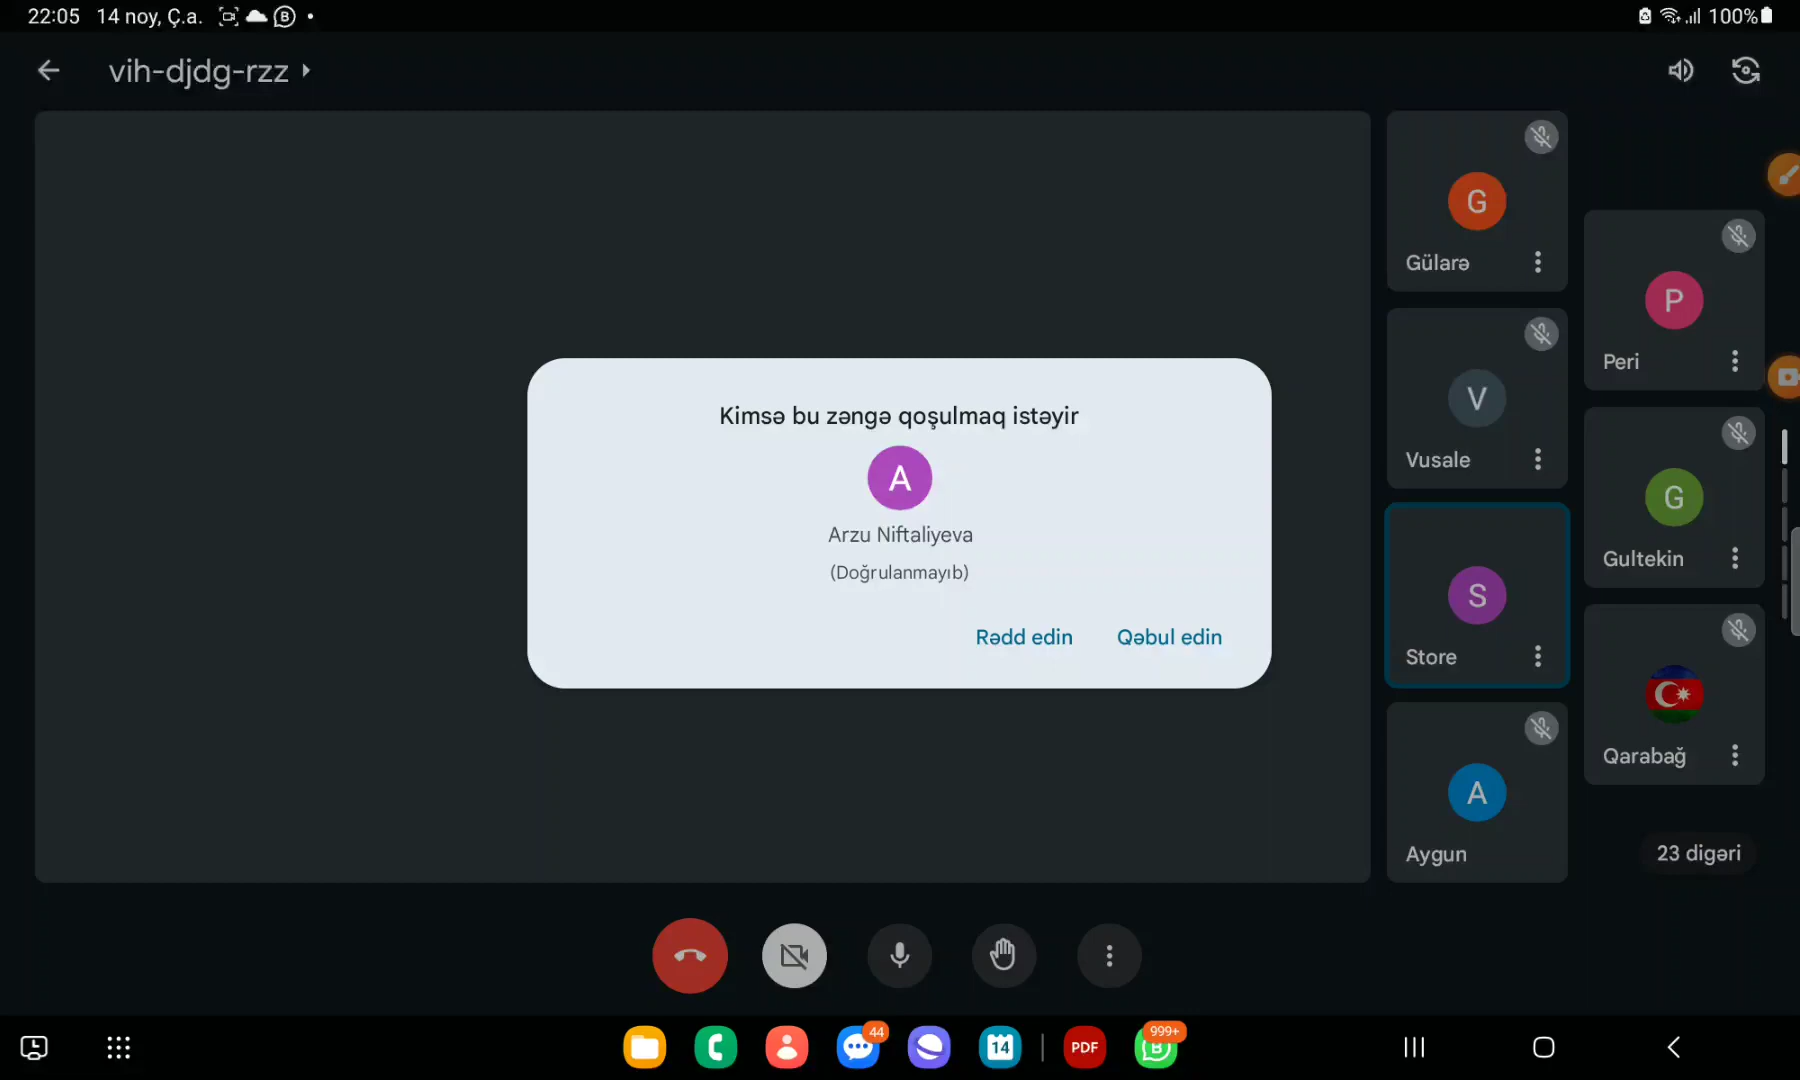 22:05 14 noy, Ç.a.
100%
vih-djdg-rzz
G
Gülarə
P
Peri
V
Vusale
G
Gultekin
S
Store
Qarabağ
A
Aygun
23 digəri
Kimsə bu zəngə qoşulmaq istəyir
A
Arzu Niftaliyeva
(Doğrulanmayıb)
Rədd edin Qəbul edin
44
14
PDF
999+
B